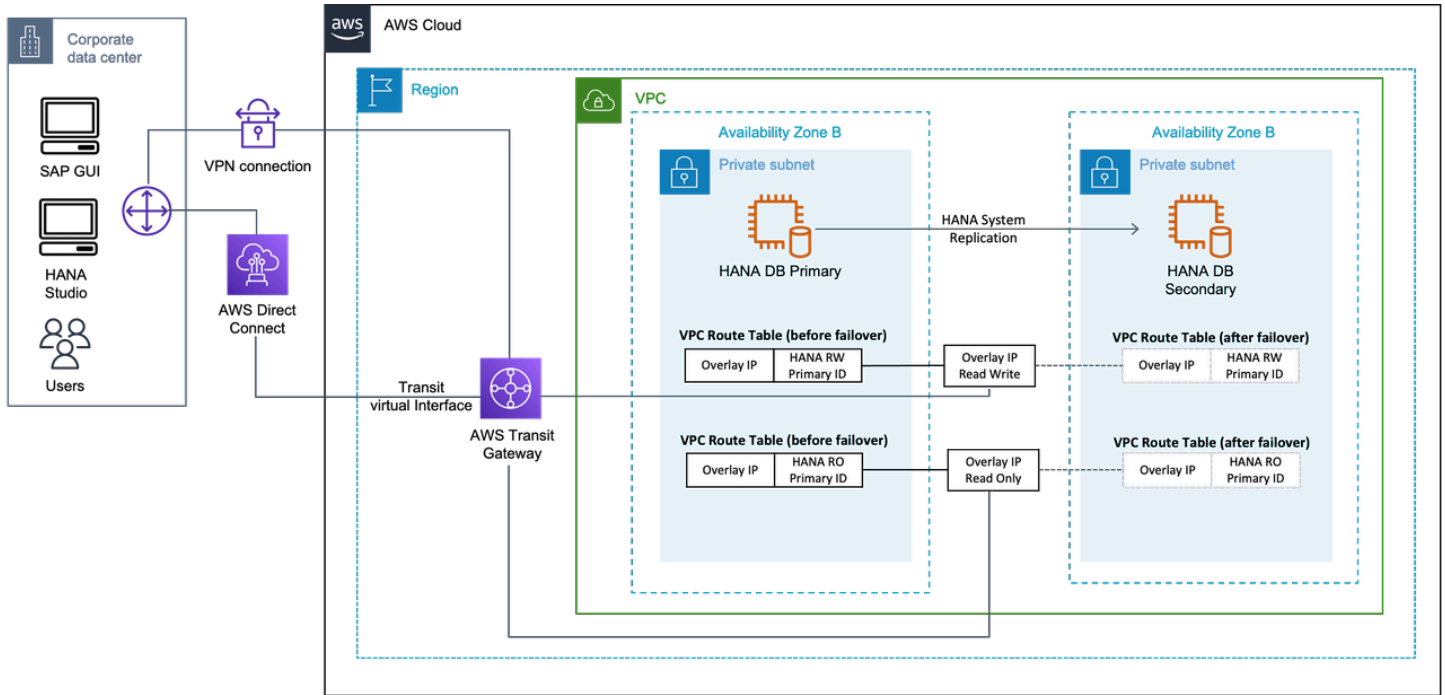 Corporate
data center
SAP GUI
HANA
Studio
Users
VPN connection
AWS Direct
Connect
aws
AWS Cloud
Region
Transit
virtual Interface
AWS Transit
Gateway
VPC
Availability Zone B
Private subnet
HANA DB Primary
HANA System
Replication
Availability Zone B
Private subnet
HANA DB
Secondary
VPC Route Table (before failover)
Overlay IP
HANA RW
Primary ID
Overlay IP
Read Write
VPC Route Table (after failover)
Overlay IP
HANA RW
Primary ID
VPC Route Table (before failover)
Overlay IP
HANA RO
Primary ID
Overlay IP
Read Only
VPC Route Table (after failover)
Overlay IP
HANA RO
Primary ID